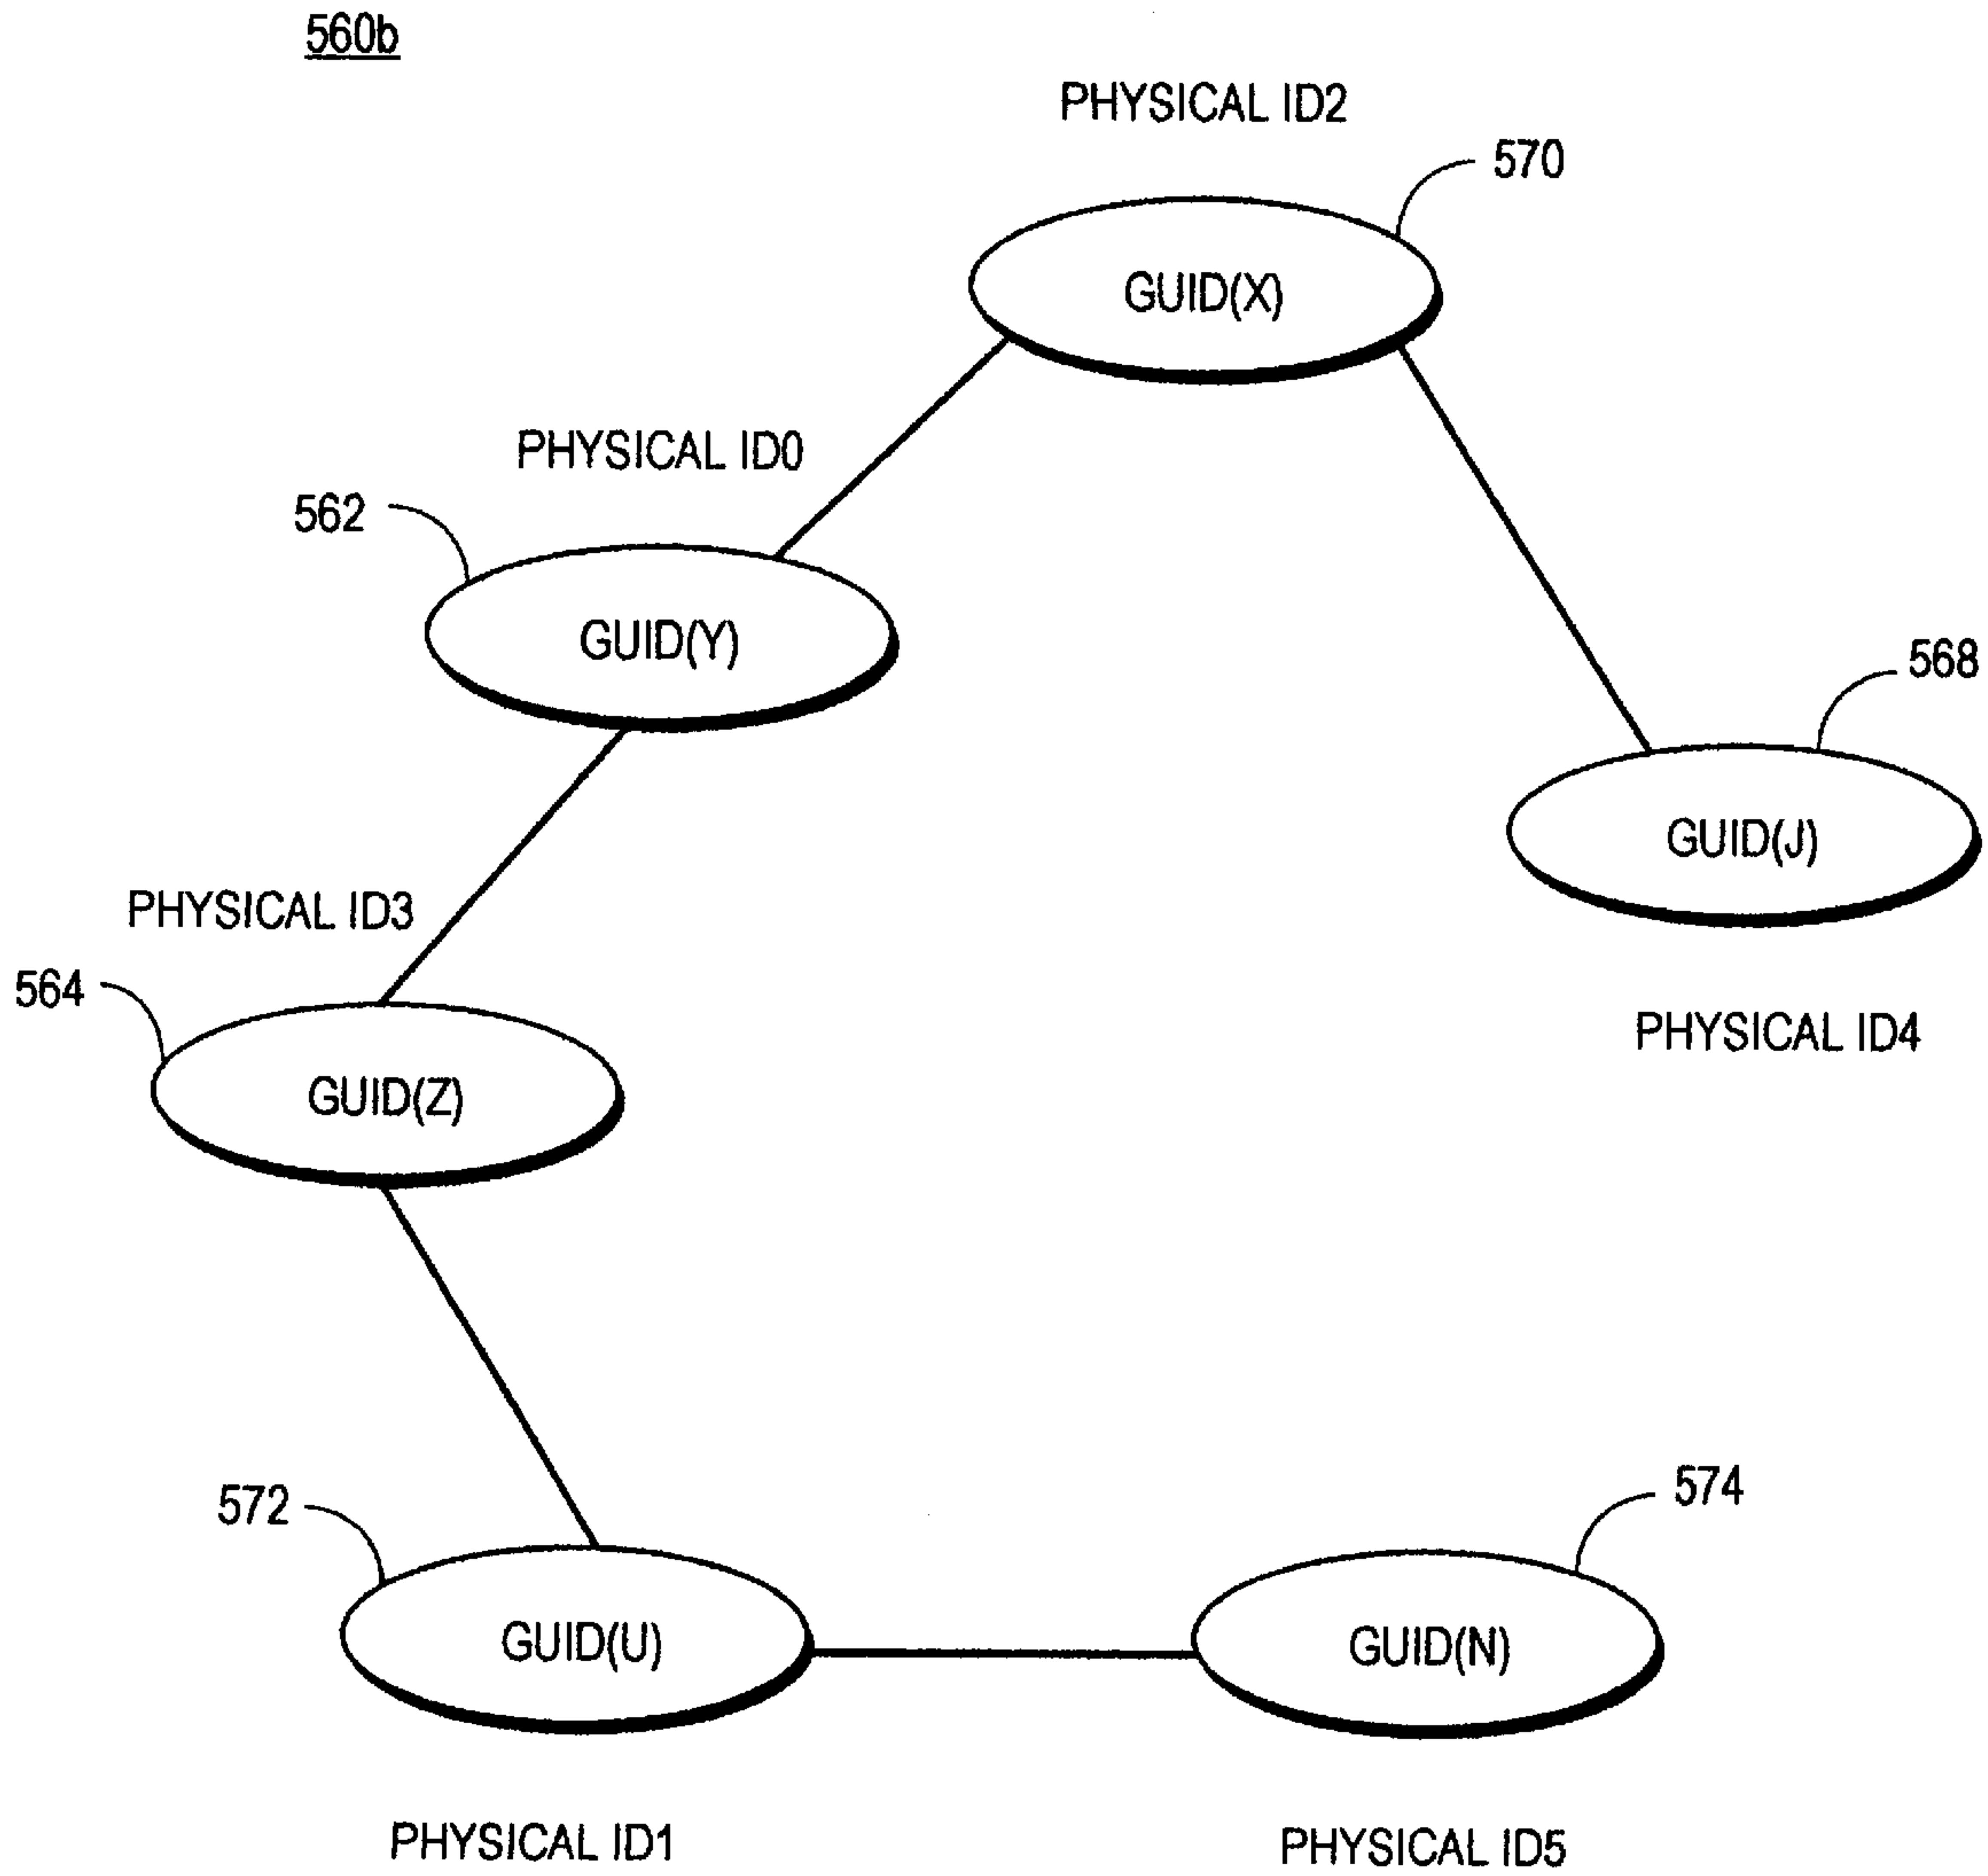 560b
PHYSICAL ID2
570
GUID(X)
PHYSICAL ID0
562
GUID(Y)
568
GUID(J)
PHYSICAL ID3
564
PHYSICAL ID4
GUID(Z)
572
574
GUID(U)
GUID(N)
PHYSICAL ID1
PHYSICAL ID5